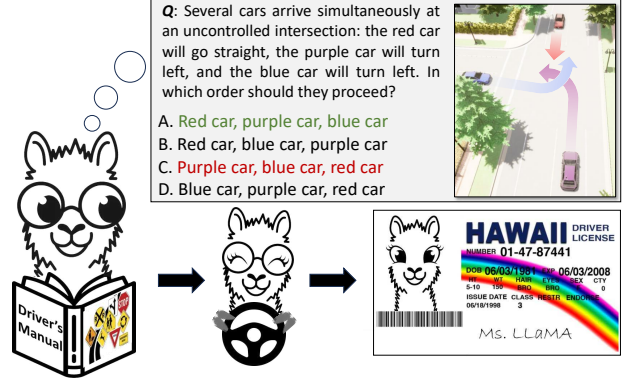 Q: Several cars arrive simultaneously at
an uncontrolled intersection: the red car
will go straight, the purple car will turn
left, and the blue car will turn left. In
which order should they proceed?
A. Red car, purple car, blue car
B. Red car, blue car, purple car
C. Purple car, blue car, red car
D. Blue car, purple car, red car
Driver's
Manual
STOP
HAWAII DRIVER
LICENSE
NUMBER 01-47-87441
DOB 06/03/1981 EXP 06/03/2008
HT WT HAIR EYES SEX CTY
5-10 150 BRO BRO 0
ISSUE DATE CLASS RESTR ENDORSE
06/18/1998 3
Ms. LLaMA